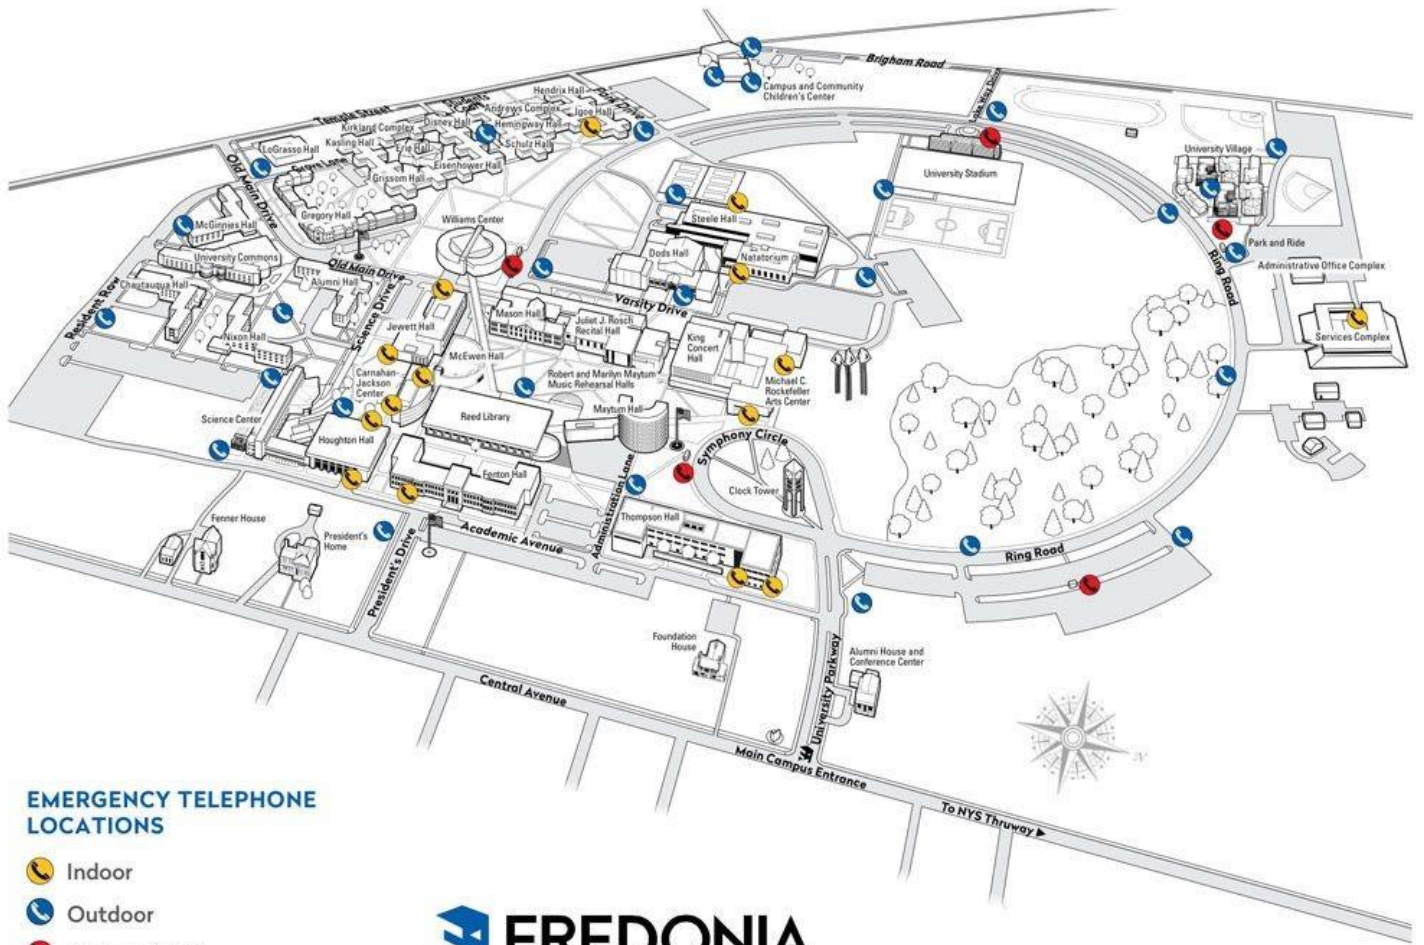 Brigham Road
Campus and Community
Children's Center
Hendrix Hall
Andrews Complex
Igoe Hall
Temple Street
Disney Hall
Hemingway Hall
Kirkland Complex
Kasling Hall
Erie Hall
Schulz Hall
LoGrasso Hall
Eisenhower Hall
Grissom Hall
Old Main Drive
Gregory Hall
University Stadium
University Village
Williams Center
Steele Hall
McGinnies Hall
University Commons
Dods Hall
Natatorium
Park and Ride
Administrative Office Complex
Ring Road
Old Main Drive
Chautauqua Hall
Alumni Hall
Science Drive
Varsity Drive
Resident Row
Mason Hall
Juliet J. Rosch
Recital Hall
Jewett Hall
Nixon Hall
King
Concert
Hall
Services Complex
McEwen Hall
Carnahan-
Jackson
Center
Robert and Marilyn Maytum
Music Rehearsal Halls
Michael C.
Rockefeller
Arts Center
Science Center
Reed Library
Maytum Hall
Houghton Hall
Symphony Circle
Fenton Hall
Clock Tower
Administration Lane
Thompson Hall
Fenner House
President's
Home
President's Drive
Academic Avenue
Ring Road
Foundation
House
Alumni House and
Conference Center
University Parkway
Central Avenue
Main Campus Entrance
To NYS Thruway
N
EMERGENCY TELEPHONE
LOCATIONS
Indoor
Outdoor
FREDONIA